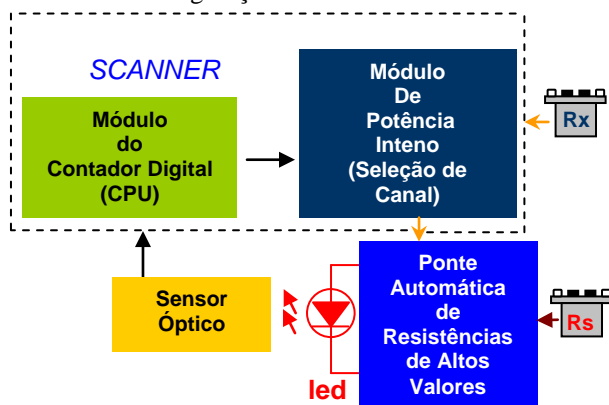 SCANNER
Módulo
do
Contador Digital
(CPU)
Módulo
De
Potência
Inteno
(Seleção de
Canal)
Rx
Sensor
Óptico
led
Ponte
Automática
de
Resistências
de Altos
Valores
Rs